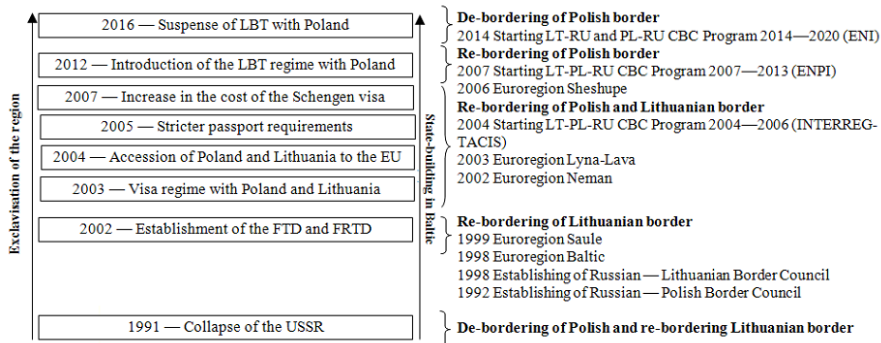 Exclavisation of the region
2016 — Suspense of LBT with Poland
2012 — Introduction of the LBT regime with Poland
2007 — Increase in the cost of the Schengen visa
2005 — Stricter passport requirements
2004 — Accession of Poland and Lithuania to the EU
2003 — Visa regime with Poland and Lithuania
2002 — Establishment of the FTD and FRTD
1991 — Collapse of the USSR
State-building in Baltic
De-bordering of Polish border
2014 Starting LT-RU and PL-RU CBC Program 2014—2020 (ENI)
Re-bordering of Polish border
2007 Starting LT-PL-RU CBC Program 2007—2013 (ENPI)
2006 Euroregion Sheshupe
Re-bordering of Polish and Lithuanian border
2004 Starting LT-PL-RU CBC Program 2004—2006 (INTERREG-
TACIS)
2003 Euroregion Lyna-Lava
2002 Euroregion Neman
Re-bordering of Lithuanian border
1999 Euroregion Saule
1998 Euroregion Baltic
1998 Establishing of Russian — Lithuanian Border Council
1992 Establishing of Russian — Polish Border Council
De-bordering of Polish and re-bordering Lithuanian border